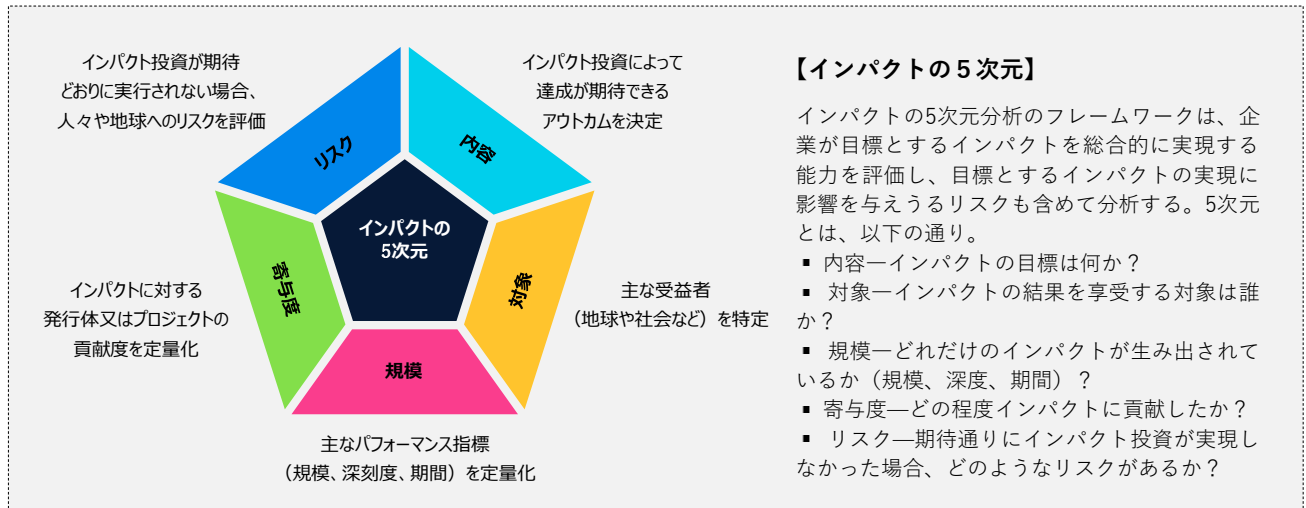 インパクト投資が期待
どおりに実行されない場合、
人々や地球へのリスクを評価
インパクト投資によって
達成が期待できる
アウトカムを決定
リスク
内容
インパクトの
5次元
寄与度
対象
規模
インパクトに対する
発行体又はプロジェクトの
貢献度を定量化
主な受益者
（地球や社会など）を特定
主なパフォーマンス指標
（規模、深刻度、期間）を定量化
【インパクトの５次元】
インパクトの5次元分析のフレームワークは、企
業が目標とするインパクトを総合的に実現する
能力を評価し、目標とするインパクトの実現に
影響を与えうるリスクも含めて分析する。5次元
とは、以下の通り。
▪ 内容―インパクトの目標は何か？
▪ 対象―インパクトの結果を享受する対象は誰
か？
▪ 規模―どれだけのインパクトが生み出されて
いるか（規模、深度、期間）？
▪ 寄与度―どの程度インパクトに貢献したか？
▪ リスク―期待通りにインパクト投資が実現し
なかった場合、どのようなリスクがあるか？